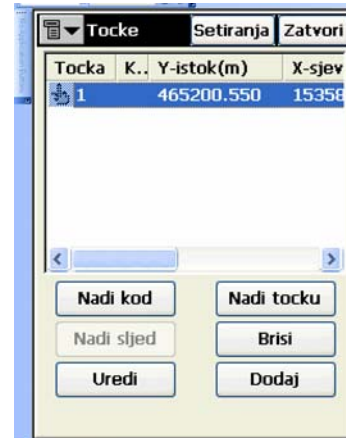 Tocke Setiranja Zatvori
Tocka K.. Y-istok(m) X-sjev
1 465200.550 15358
Nadi kod Nadi tocku
Nadi sljed Brisi
Uredi Dodaj